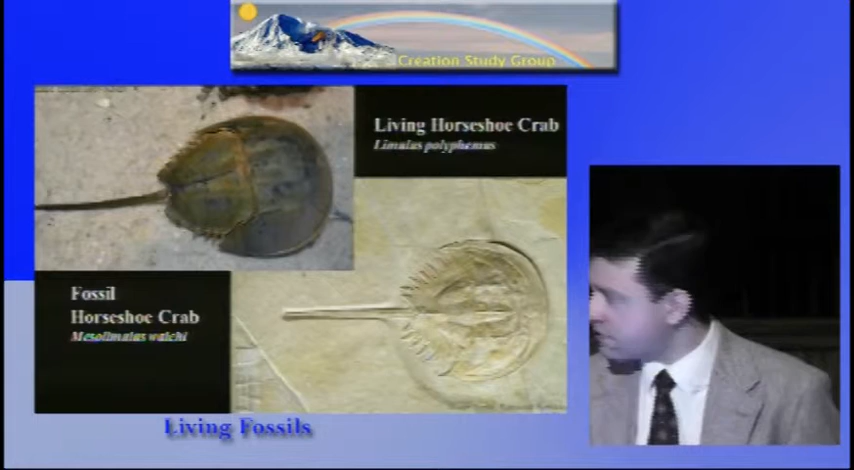 Creation Study Group
Living Horseshoe Crab
Limulus polyphemus
Fossil
Horseshoe Crab
Mesolimulus walchi
Living Fossils